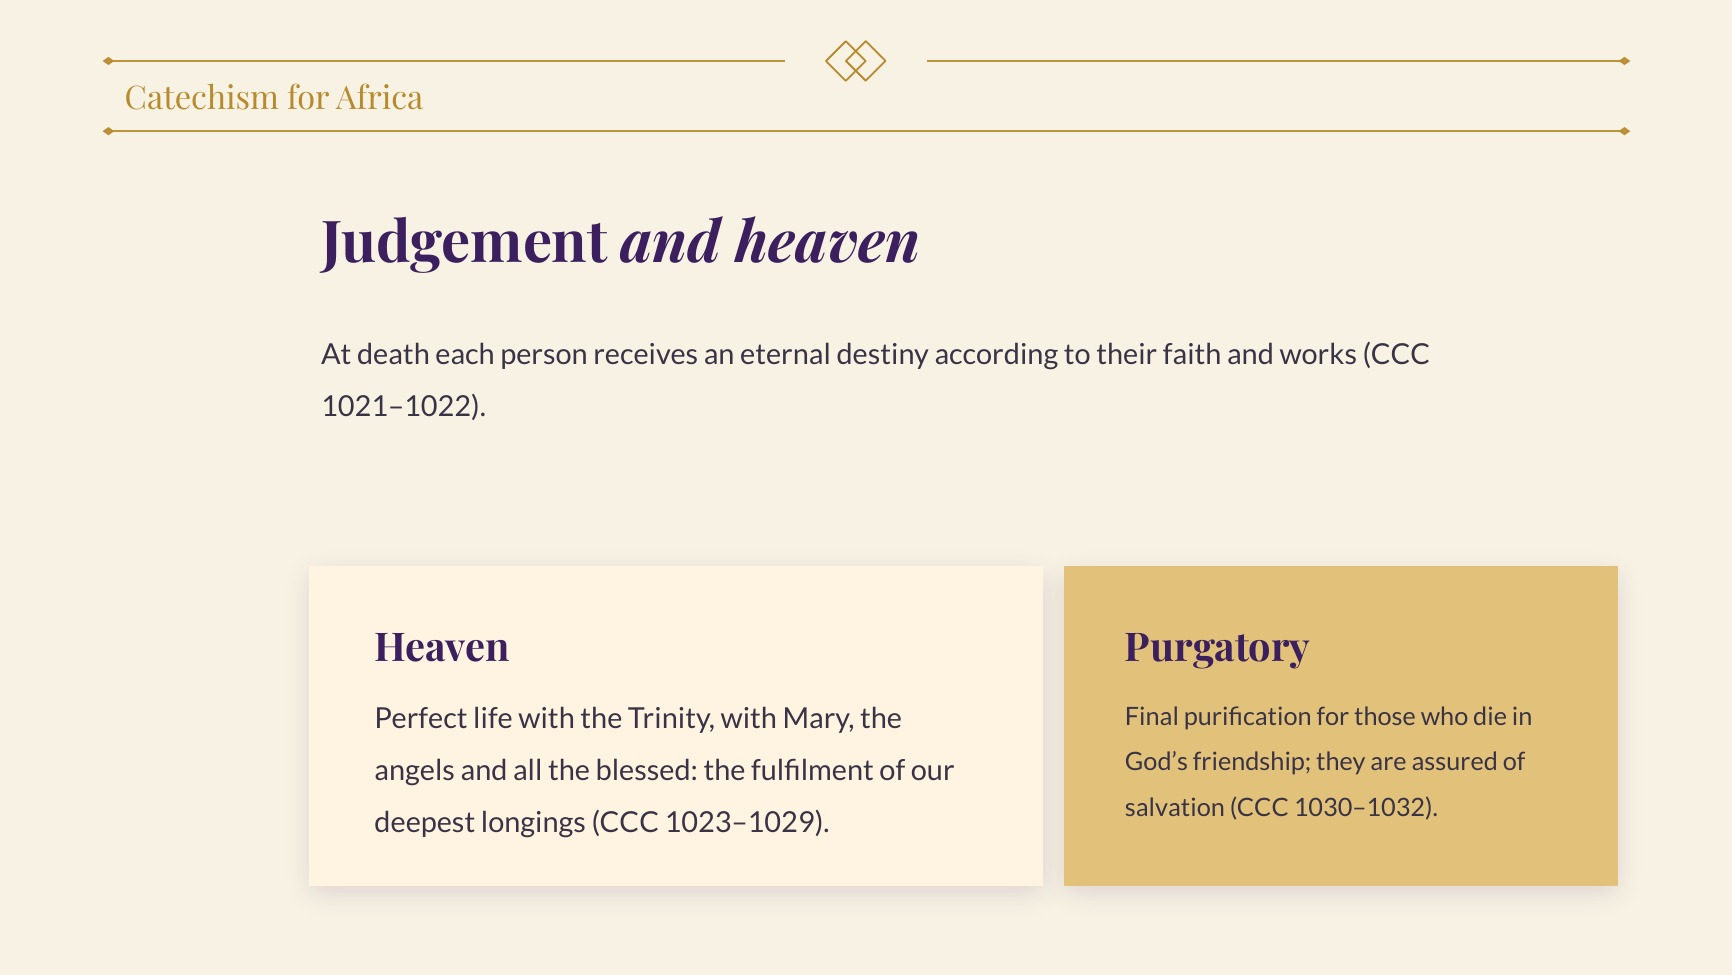 Catechism for Africa
Judgement and heaven
At death each person receives an eternal destiny according to their faith and works (CCC
1021–1022).
Heaven
Perfect life with the Trinity, with Mary, the
angels and all the blessed: the fulfilment of our
deepest longings (CCC 1023–1029).
Purgatory
Final purification for those who die in
God’s friendship; they are assured of
salvation (CCC 1030–1032).